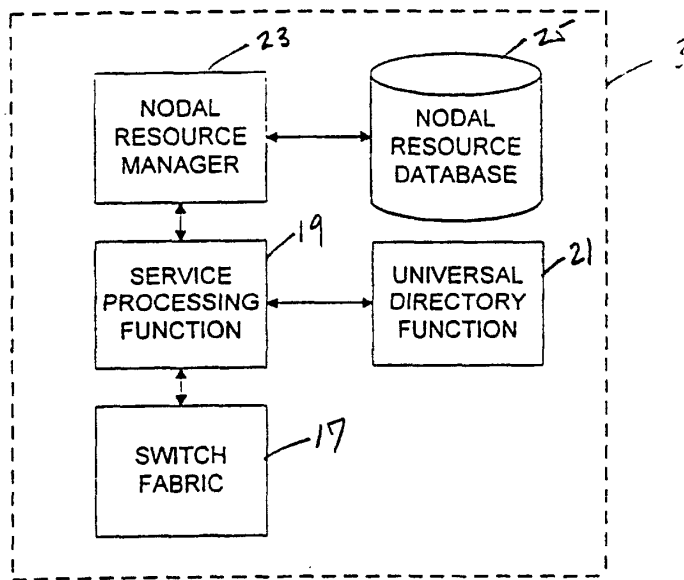 23
25
3
NODAL
RESOURCE
MANAGER
NODAL
RESOURCE
DATABASE
19
21
SERVICE
PROCESSING
FUNCTION
UNIVERSAL
DIRECTORY
FUNCTION
17
SWITCH
FABRIC